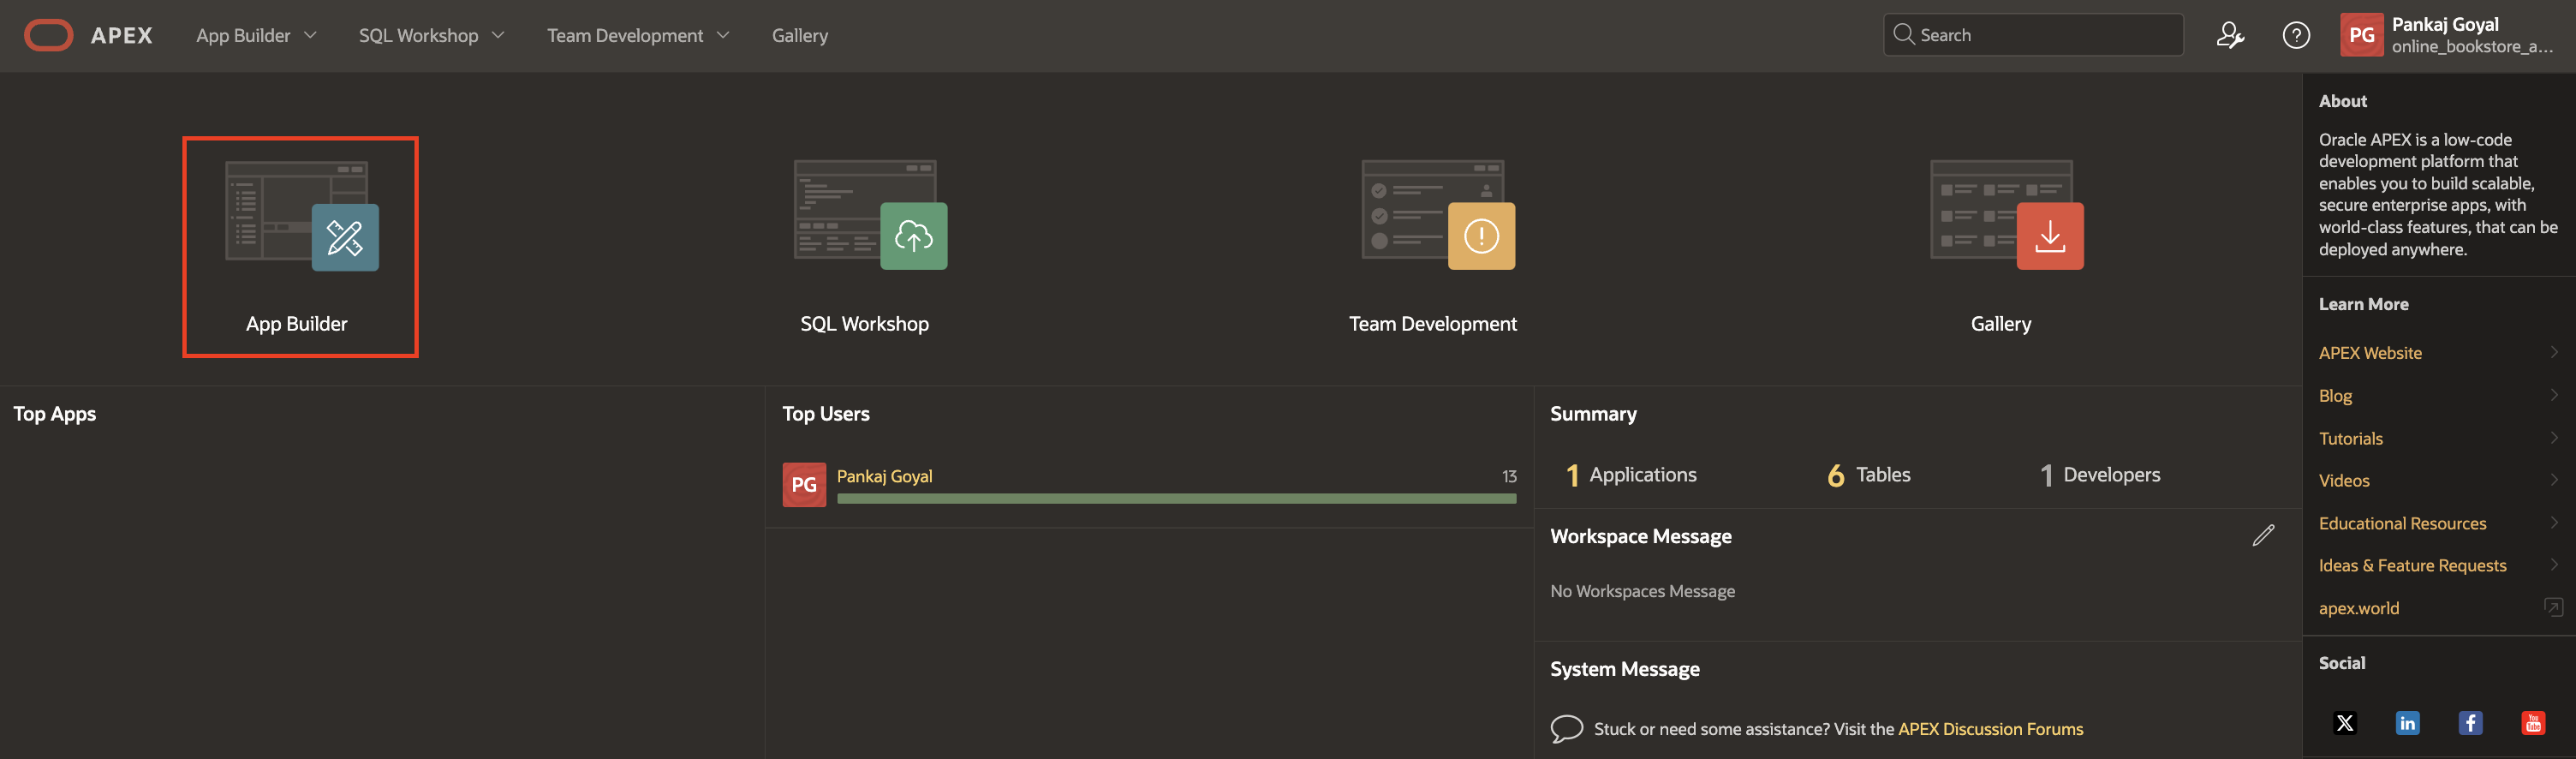 APEX
App Builder
SQL Workshop
Team Development
Gallery
Search
PG
Pankaj Goyal
online_bookstore_a...
App Builder
SQL Workshop
Team Development
Gallery
Top Apps
Top Users
PG
Pankaj Goyal
13
Summary
1 Applications
6 Tables
1 Developers
Workspace Message
No Workspaces Message
System Message
Stuck or need some assistance? Visit the APEX Discussion Forums
About
Oracle APEX is a low-code
development platform that
enables you to build scalable,
secure enterprise apps, with
world-class features, that can be
deployed anywhere.
Learn More
APEX Website
Blog
Tutorials
Videos
Educational Resources
Ideas & Feature Requests
apex.world
Social